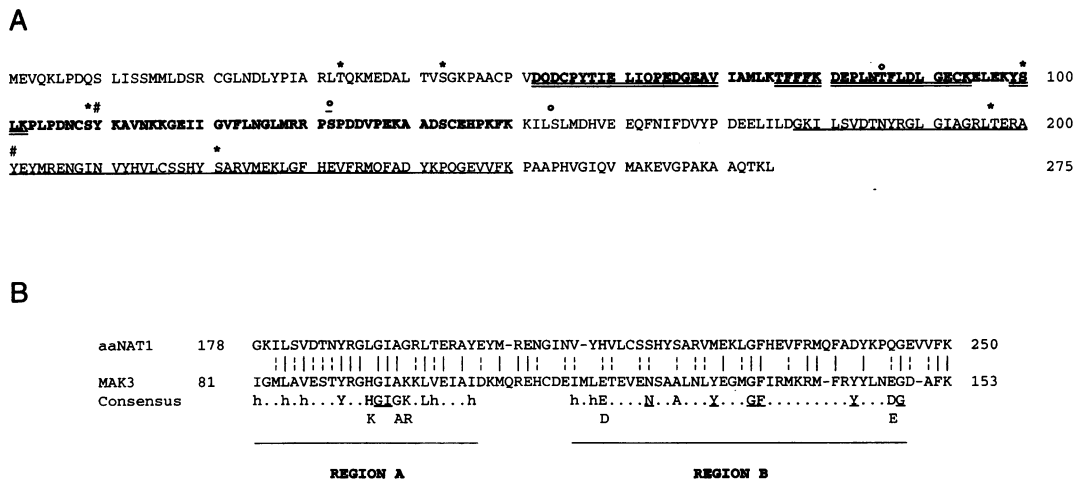 A
* * o *
MEVQKLPDQS LISSMMLDSR CGLNDLYPIA RLTQKMEDAL TVSGKPAACP VDQDCPYTIE LIQPEDGEAV IAMLKTFFFK DEPLNTFLDL GECKELEKYS 100
*# o o *
LKPLPDNCSY KAVNKKGEII GVFLNGLMRR PSPDDVPEKA ADSCEHPKFK KILSLMDHVE EQFNIFDVYP DEELILDGKI LSVDTNYRGL GIAGRLTERA 200
# *
YEYMRENGIN VYHVLCSSHY SARVMEKLGF HEVFRMQFAD YKPQGEVVFK PAAPHVGIQV MAKEVGPAKA AQTKL 275
B
aaNAT1 178 GKILSVDTNYRGLGIAGRLTERAYEYM-RENGINV-YHVLCSSHYSARVMEKLGFHEVFRMQFADYKPQGEVVFK 250
MAK3 81 IGMLAVESTYRGHGIAKKLVEIAIDKMQREHCDEIMLETEVENSAALNLYEGMGFIRMKRM-FRYYLNEGD-AFK 153
Consensus h..h.h...Y..HGIGK.Lh...h h.hE....N..A...Y...GF.........Y...DG
K AR D E
REGION A REGION B